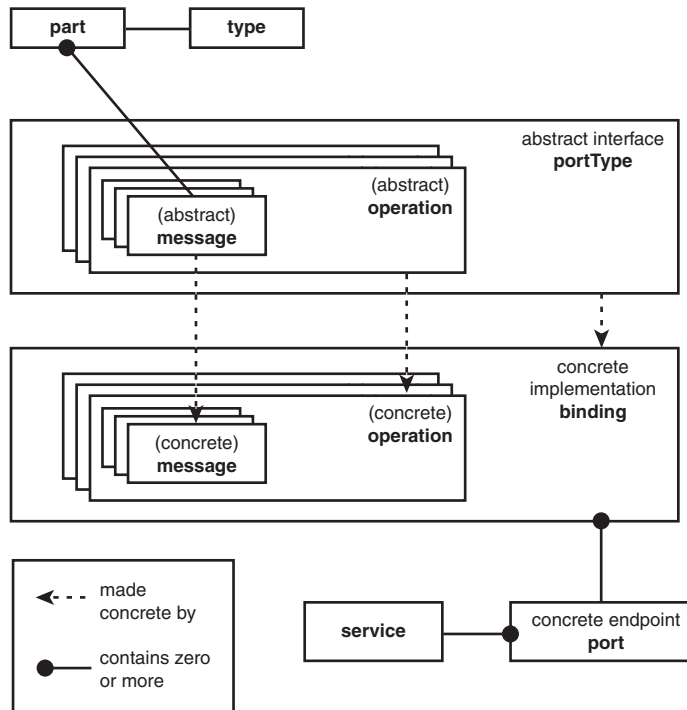 part
type
abstract interface
portType
(abstract)
operation
(abstract)
message
concrete
implementation
binding
(concrete)
operation
(concrete)
message
made
concrete by
contains zero
or more
service
concrete endpoint
port